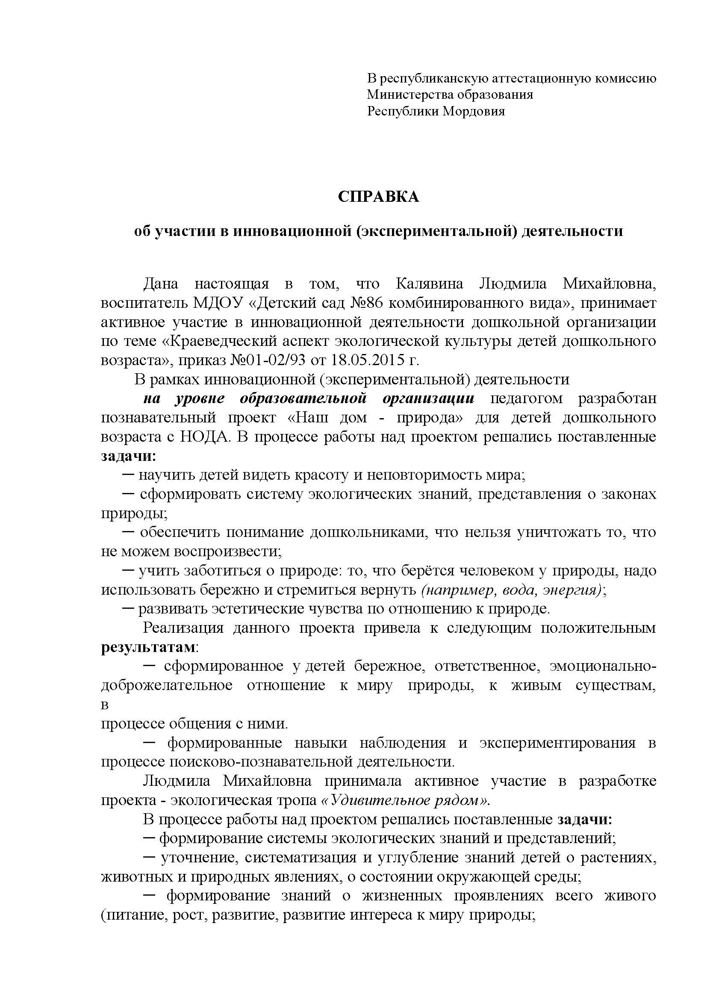 В республиканскую аттестационную комиссию
Министерства образования
Республики Мордовия
СПРАВКА
об участии в инновационной (экспериментальной) деятельности
Дана настоящая в том, что Калявина Людмила Михайловна,
воспитатель МДОУ «Детский сад №86 комбинированного вида», принимает
активное участие в инновационной деятельности дошкольной организации
по теме «Краеведческий аспект экологической культуры детей дошкольного
возраста», приказ №01-02/93 от 18.05.2015 г.
В рамках инновационной (экспериментальной) деятельности
на уровне образовательной организации педагогом разработан
познавательный проект «Наш дом - природа» для детей дошкольного
возраста с НОДА. В процессе работы над проектом решались поставленные
задачи:
─ научить детей видеть красоту и неповторимость мира;
─ сформировать систему экологических знаний, представления о законах
природы;
─ обеспечить понимание дошкольниками, что нельзя уничтожать то, что
не можем воспроизвести;
─ учить заботиться о природе: то, что берётся человеком у природы, надо
использовать бережно и стремиться вернуть (например, вода, энергия);
─ развивать эстетические чувства по отношению к природе.
Реализация данного проекта привела к следующим положительным
результатам:
─ сформированное у детей бережное, ответственное, эмоционально-
доброжелательное отношение к миру природы, к живым существам,
в
процессе общения с ними.
─ формированные навыки наблюдения и экспериментирования в
процессе поисково-познавательной деятельности.
Людмила Михайловна принимала активное участие в разработке
проекта - экологическая тропа «Удивительное рядом».
В процессе работы над проектом решались поставленные задачи:
─ формирование системы экологических знаний и представлений;
─ уточнение, систематизация и углубление знаний детей о растениях,
животных и природных явлениях, о состоянии окружающей среды;
─ формирование знаний о жизненных проявлениях всего живого
(питание, рост, развитие, развитие интереса к миру природы;